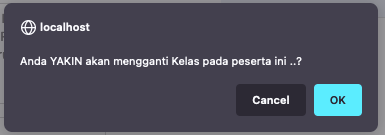 localhost
Anda YAKIN akan mengganti Kelas pada peserta ini ..?
Cancel
OK